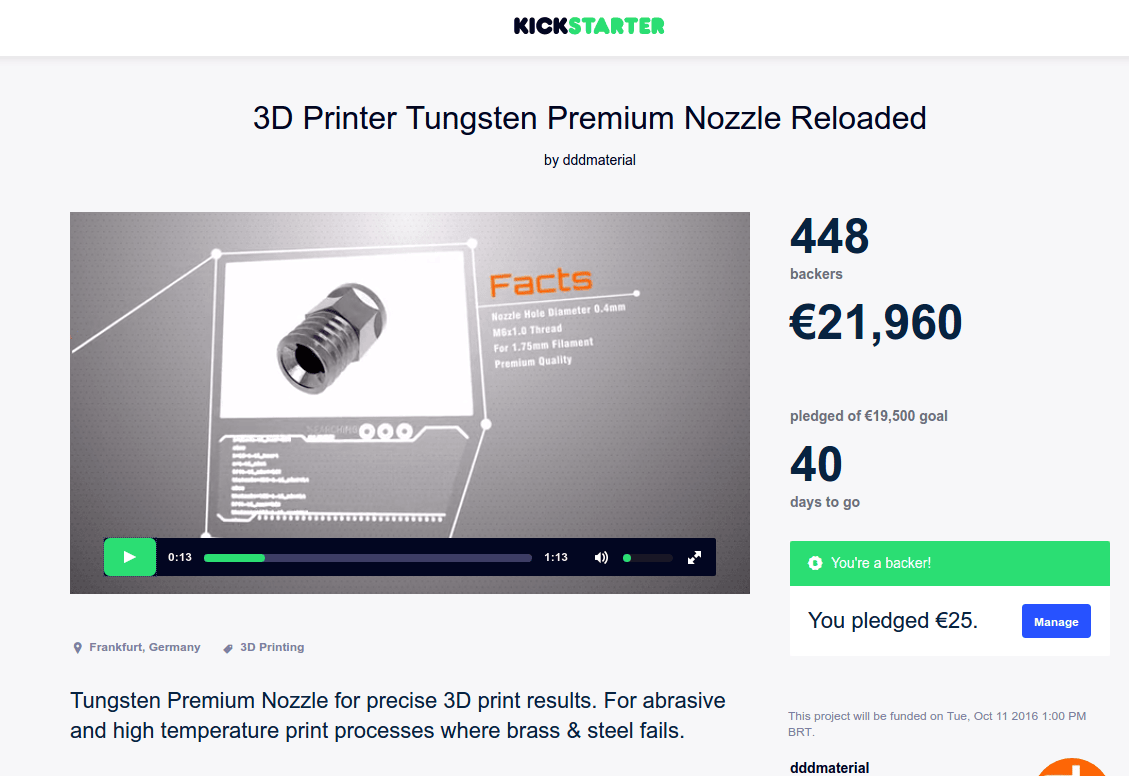 KICKSTARTER
3D Printer Tungsten Premium Nozzle Reloaded
by dddmaterial
Facts
Nozzle Hole Diameter 0.4mm
M6x1.0 Thread
For 1.75mm Filament
Premium Quality
SEARCHING
0:13
1:13
448
backers
€21,960
pledged of €19,500 goal
40
days to go
You're a backer!
You pledged €25.
Manage
Frankfurt, Germany
3D Printing
Tungsten Premium Nozzle for precise 3D print results. For abrasive
and high temperature print processes where brass & steel fails.
This project will be funded on Tue, Oct 11 2016 1:00 PM
BRT.
dddmaterial